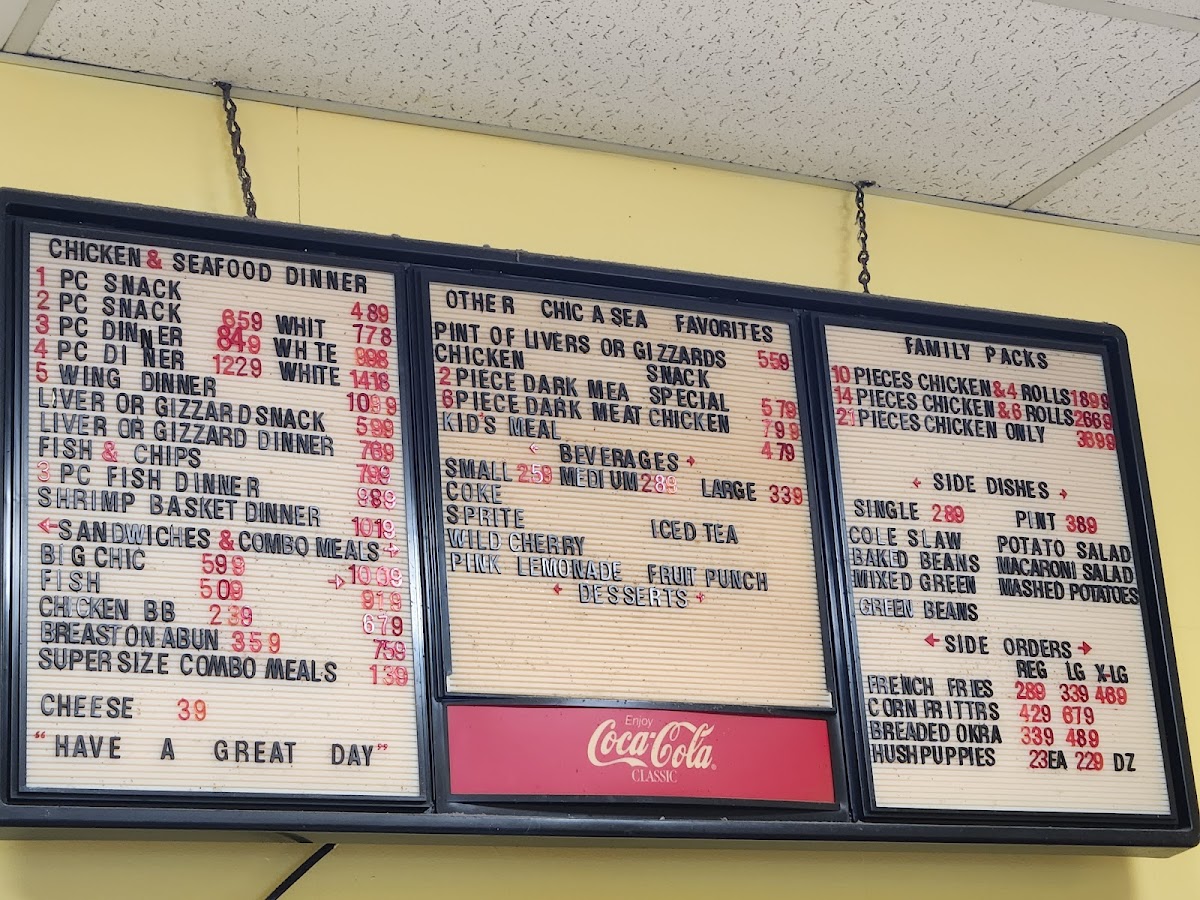 CHICKEN & SEAFOOD DINNER
1 PC SNACK 489
2 PC SNACK 659 WHIT 778
3 PC DINNER 849 WHTE 998
4 PC DINNER 1229 WHITE 1418
5 WING DINNER
LIVER OR GIZZARD SNACK 599
LIVER OR GIZZARD DINNER 769
FISH & CHIPS 799
3 PC FISH DINNER 989
SHRIMP BASKET DINNER 1019
SANDWICHES & COMBO MEALS
BIG CHIC 599
FISH 509 919
CHICKEN BB 239 679
BREAST ON ABUN 359 759
SUPER SIZE COMBO MEALS 139
CHEESE 39
"HAVE A GREAT DAY"
OTHER CHIC A SEA FAVORITES
PINT OF LIVERS OR GIZZARDS 559
CHICKEN SNACK
2 PIECE DARK MEA SPECIAL 579
6 PIECE DARK MEAT CHICKEN 799
KID'S MEAL 479
BEVERAGES
SMALL 259 MEDIUM 289 LARGE 339
COKE
SPRITE ICED TEA
WILD CHERRY
PINK LEMONADE FRUIT PUNCH
DESSERTS
Enjoy
Coca-Cola
CLASSIC
FAMILY PACKS
10 PIECES CHICKEN & 4 ROLLS 1899
14 PIECES CHICKEN & 6 ROLLS 2669
21 PIECES CHICKEN ONLY 3699
SIDE DISHES
SINGLE 289 PINT 389
COLE SLAW POTATO SALAD
BAKED BEANS MACARONI SALAD
MIXED GREEN MASHED POTATOES
GREEN BEANS
SIDE ORDERS
REG LG X-LG
FRENCH FRIES 289 339 469
CORN FRITTRS 429 679
BREADED OKRA 339 489
HUSHPUPPIES 23EA 229 DZ